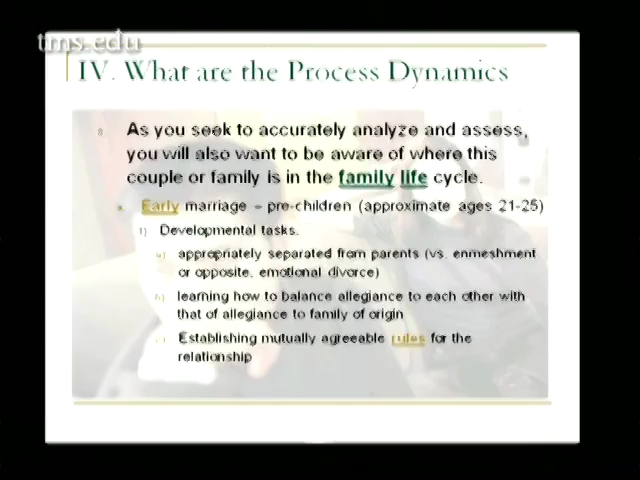 tms.edu
IV. What are the Process Dynamics
8. As you seek to accurately analyze and assess,
you will also want to be aware of where this
couple or family is in the family life cycle.
Early marriage – pre-children (approximate ages 21-25)
1) Developmental tasks.
a) appropriately separated from parents (vs. enmeshment
or opposite, emotional divorce)
b) learning how to balance allegiance to each other with
that of allegiance to family of origin
Establishing mutually agreeable rules for the
relationship